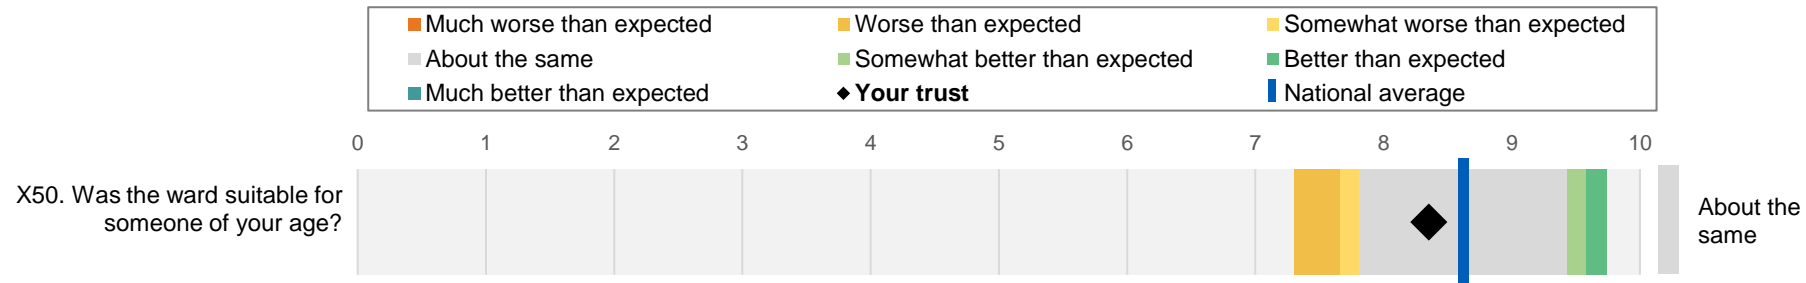 Much worse than expected Worse than expected Somewhat worse than expected
About the same Somewhat better than expected Better than expected
Much better than expected Your trust National average
0 1 2 3 4 5 6 7 8 9 10
X50. Was the ward suitable for
someone of your age?
About the
same